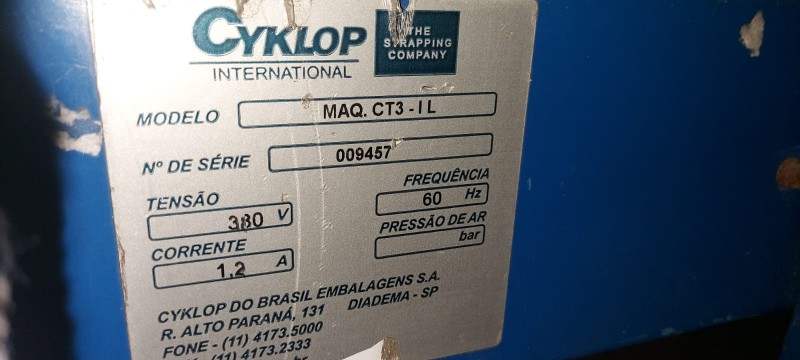 CYKLOP
INTERNATIONAL
THE
STRAPPING
COMPANY
MODELO MAQ. CT3 - I L
Nº DE SÉRIE 009457
TENSÃO
380 V
FREQUÊNCIA
60 Hz
CORRENTE
1,2 A
PRESSÃO DE AR
bar
CYKLOP DO BRASIL EMBALAGENS S.A.
R. ALTO PARANÁ, 131 DIADEMA - SP
FONE - (11) 4173.5000
(11) 4173.2333